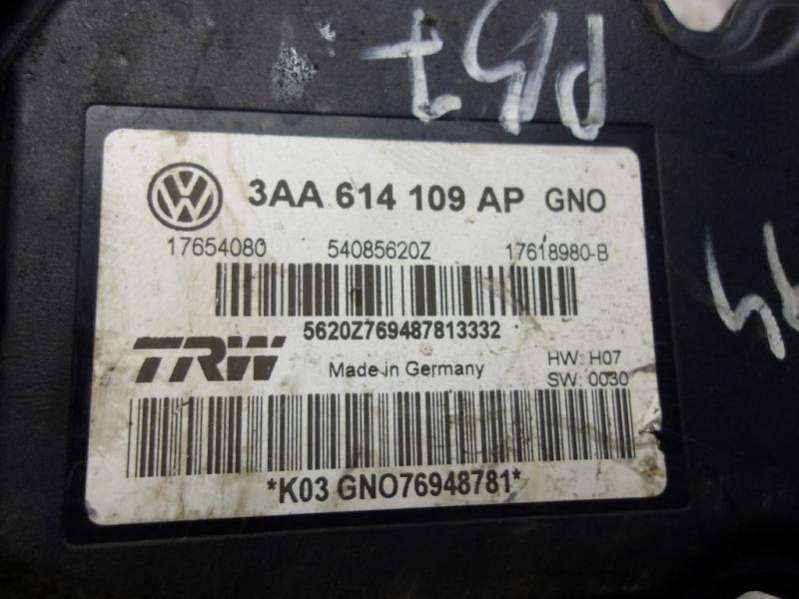 P57
3AA 614 109 AP GNO
17654080 54085620Z 17618980-B
5620Z769487813332
TRW Made in Germany HW: H07
SW: 0030
*K03 GNO76948781*